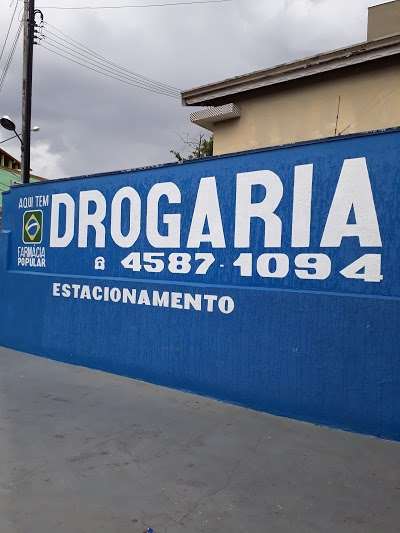 AQUI TEM
FARMÁCIA
POPULAR
DROGARIA
4587-1094
ESTACIONAMENTO